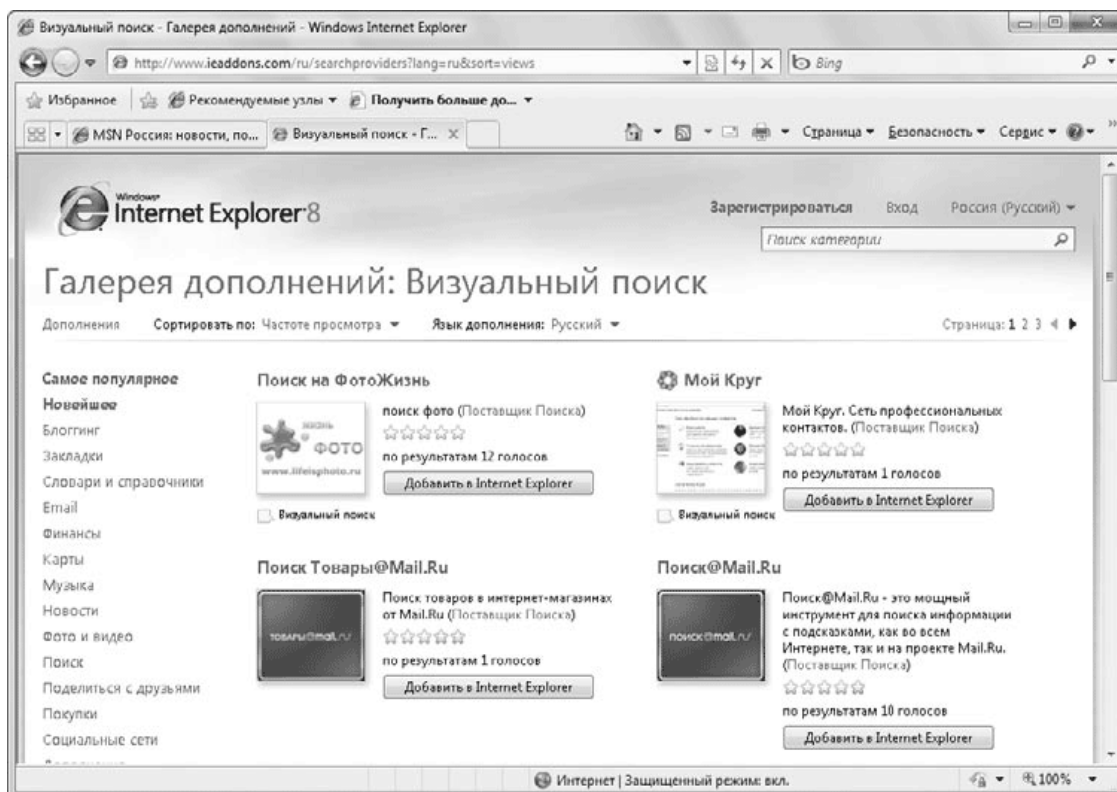 Визуальный поиск - Галерея дополнений - Windows Internet Explorer
http://www.ieaddons.com/ru/searchproviders?lang=ru&sort=views
Bing
Избранное
Рекомендуемые узлы
Получить больше до...
MSN Россия: новости, по...
Визуальный поиск - Г...
Страница
Безопасность
Сервис
Windows
Internet Explorer 8
Зарегистрироваться Вход Россия (Русский)
Поиск категории
Галерея дополнений: Визуальный поиск
Дополнения Сортировать по: Частоте просмотра Язык дополнения: Русский Страница: 1 2 3
Самое популярное
Новейшее
Блоггинг
Закладки
Словари и справочники
Email
Финансы
Карты
Музыка
Новости
Фото и видео
Поиск
Поделиться с друзьями
Покупки
Социальные сети
Поиск на ФотоЖизнь
жизнь
ФОТО
www.lifeisphoto.ru
поиск фото (Поставщик Поиска)
по результатам 12 голосов
Добавить в Internet Explorer
Визуальный поиск
Мой Круг
Мой Круг. Сеть профессиональных
контактов. (Поставщик Поиска)
по результатам 1 голосов
Добавить в Internet Explorer
Визуальный поиск
Поиск Товары@Mail.Ru
ТОВАРЫ@mail.ru
Поиск товаров в интернет-магазинах
от Mail.Ru (Поставщик Поиска)
по результатам 1 голосов
Добавить в Internet Explorer
Поиск@Mail.Ru
ПОИСК@mail.ru
Поиск@Mail.Ru - это мощный
инструмент для поиска информации
с подсказками, как во всем
Интернете, так и на проекте Mail.Ru.
(Поставщик Поиска)
по результатам 10 голосов
Добавить в Internet Explorer
Интернет | Защищенный режим: вкл.
100%